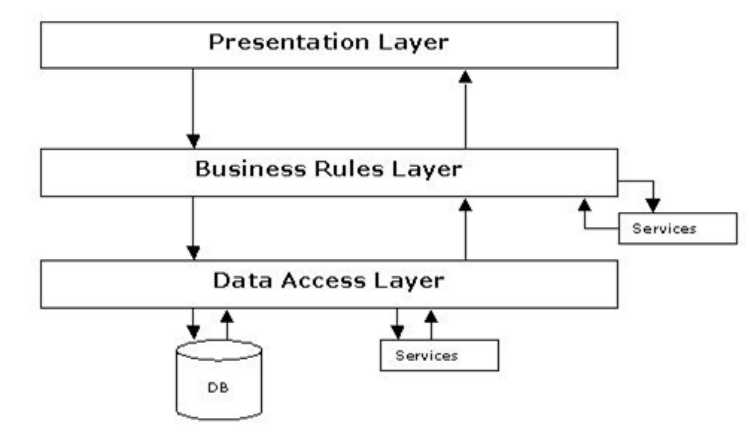 Presentation Layer
Business Rules Layer
Services
Data Access Layer
Services
DB